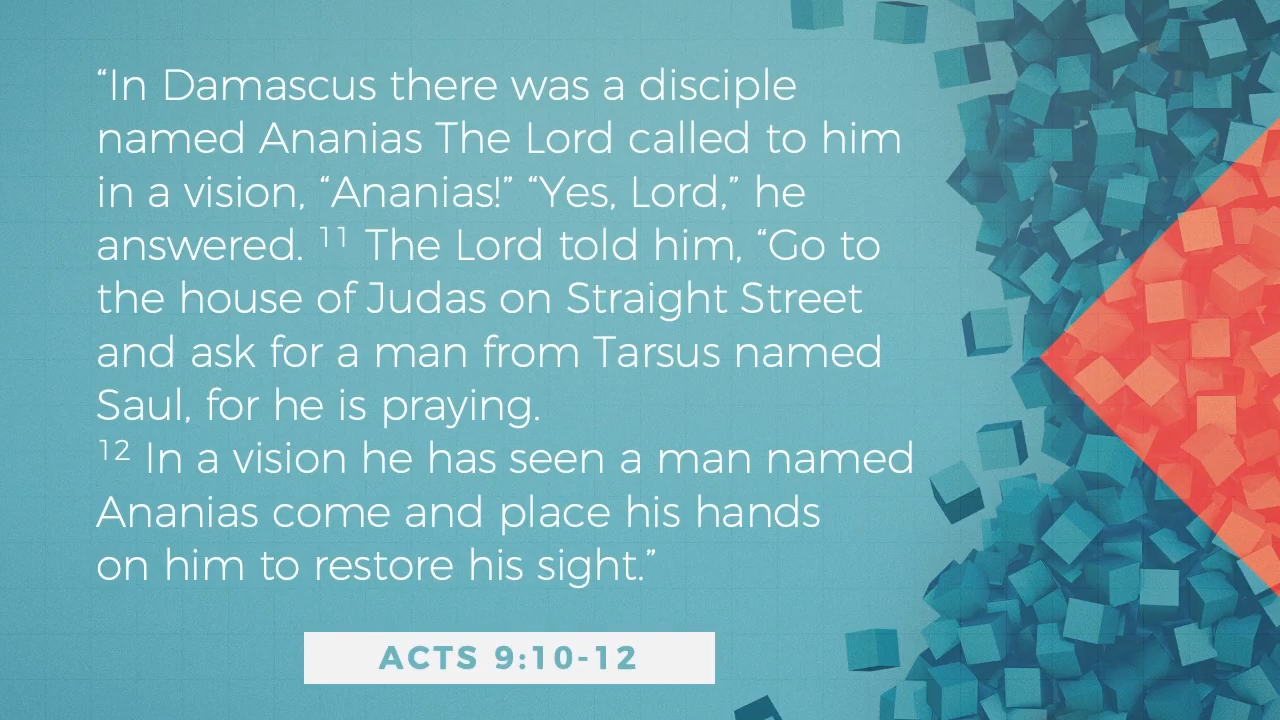 “In Damascus there was a disciple
named Ananias The Lord called to him
in a vision, “Ananias!” “Yes, Lord,” he
answered. ¹¹ The Lord told him, “Go to
the house of Judas on Straight Street
and ask for a man from Tarsus named
Saul, for he is praying.
¹² In a vision he has seen a man named
Ananias come and place his hands
on him to restore his sight.”
ACTS 9:10-12